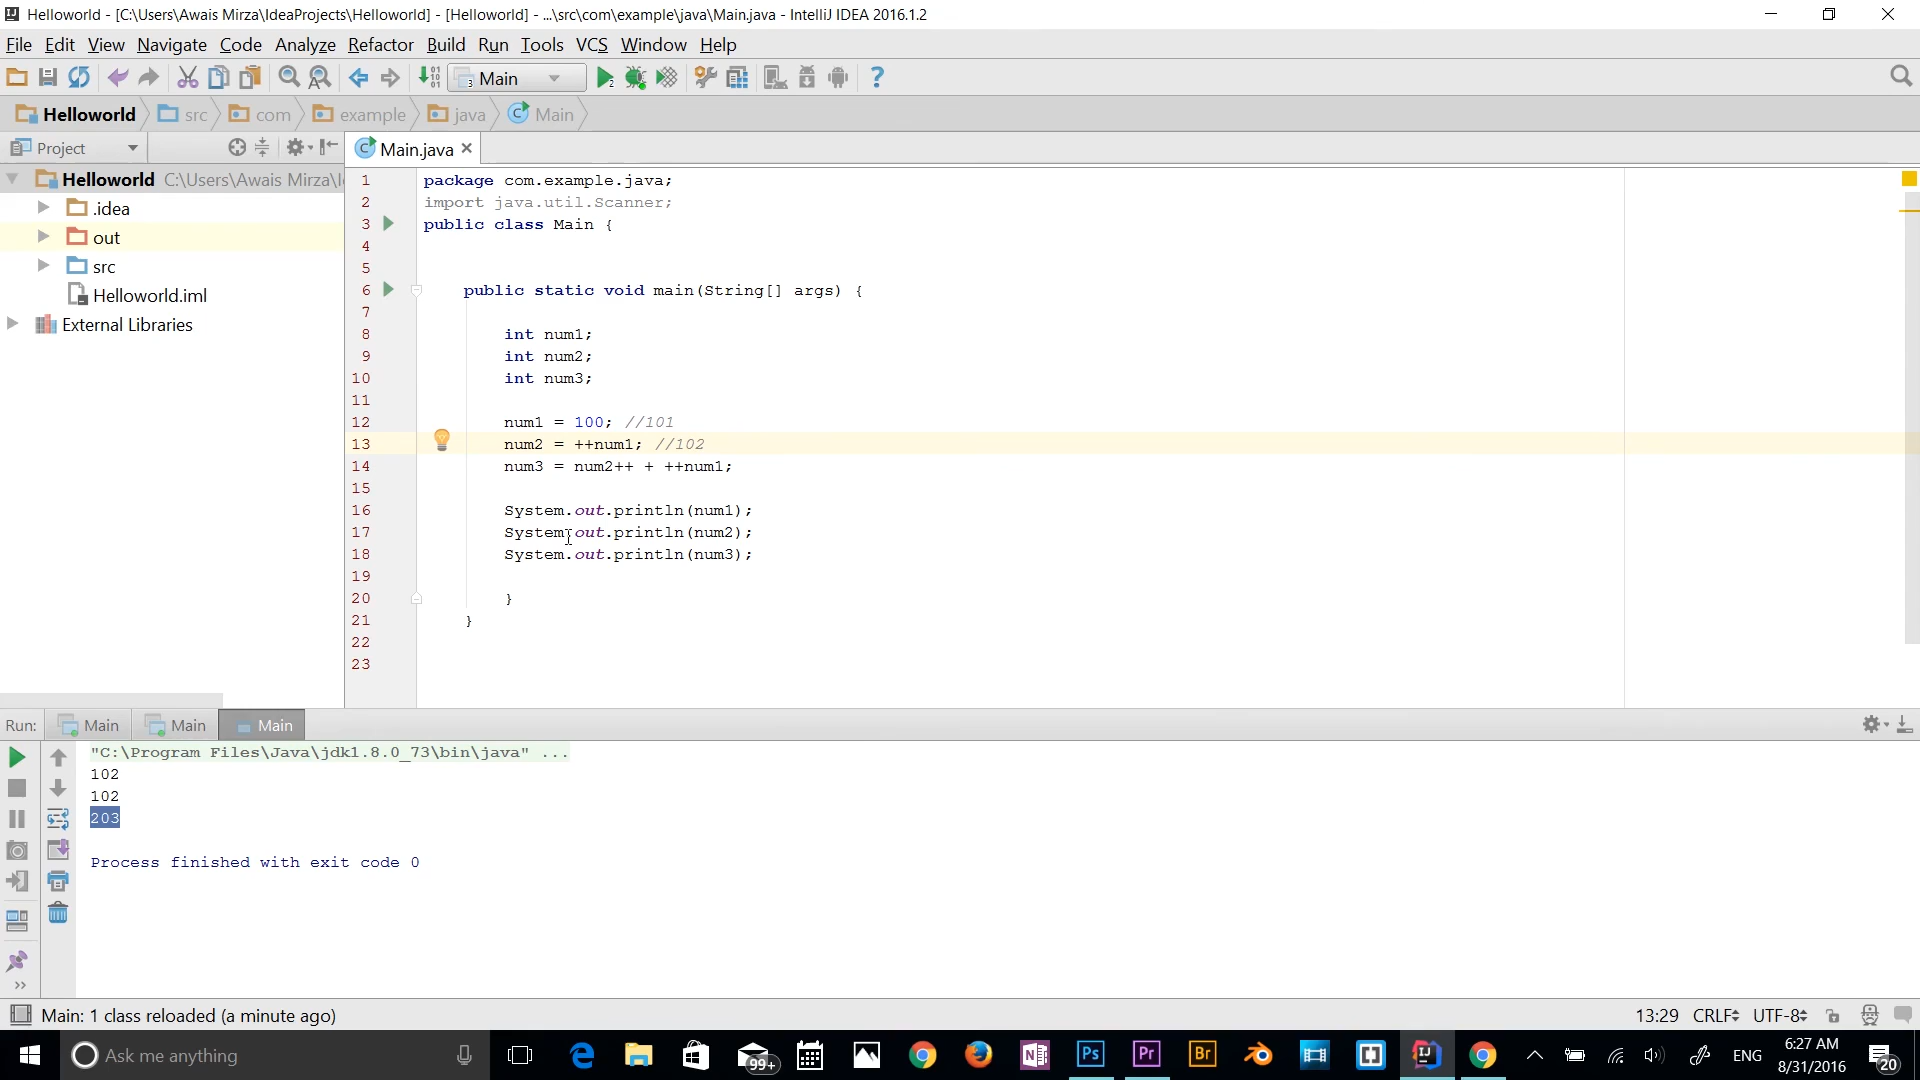 Helloworld - [C:\Users\Awais Mirza\IdeaProjects\Helloworld] - [Helloworld] - ...\src\com\example\java\Main.java - IntelliJ IDEA 2016.1.2
File Edit View Navigate Code Analyze Refactor Build Run Tools VCS Window Help
Main
Helloworld src com example java Main
Project
Main.java
Helloworld C:\Users\Awais Mirza\I
.idea
out
src
Helloworld.iml
External Libraries
1 package com.example.java;
2 import java.util.Scanner;
3 public class Main {
4
5
6 public static void main(String[] args) {
7
8 int num1;
9 int num2;
10 int num3;
11
12 num1 = 100; //101
13 num2 = ++num1; //102
14 num3 = num2++ + ++num1;
15
16 System.out.println(num1);
17 System.out.println(num2);
18 System.out.println(num3);
19
20 }
21 }
22
23
Run: Main Main Main
"C:\Program Files\Java\jdk1.8.0_73\bin\java" ...
102
102
203
Process finished with exit code 0
Main: 1 class reloaded (a minute ago)
13:29 CRLF UTF-8
Ask me anything
99+
Ps
Pr
Br
ENG
6:27 AM
8/31/2016
20